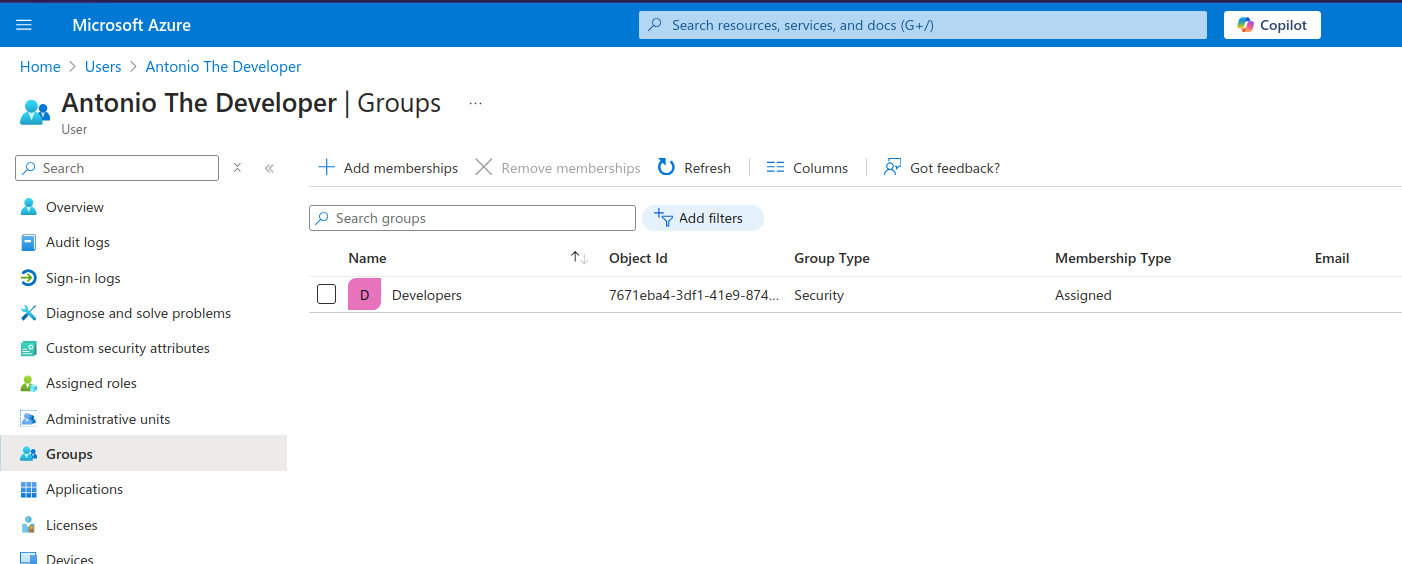 Microsoft Azure
Search resources, services, and docs (G+/)
Copilot
Home > Users > Antonio The Developer
Antonio The Developer | Groups ...
User
Search
Add memberships
Remove memberships
Refresh
Columns
Got feedback?
Search groups
Add filters
Overview
Audit logs
Sign-in logs
Diagnose and solve problems
Custom security attributes
Assigned roles
Administrative units
Groups
Applications
Licenses
Devices
Name Object Id Group Type Membership Type Email
D Developers 7671eba4-3df1-41e9-874... Security Assigned